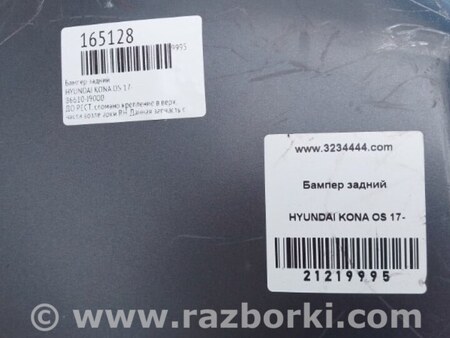 165128
9995
Бампер задний
HYUNDAI KONA OS 17-
86610-J9000
ДО РЕСТ, сломано крепление в верх.
части возле арки RH Данная запчасть с
www.3234444.com
Бампер задний
HYUNDAI KONA OS 17-
21219995
© www.razborki.com